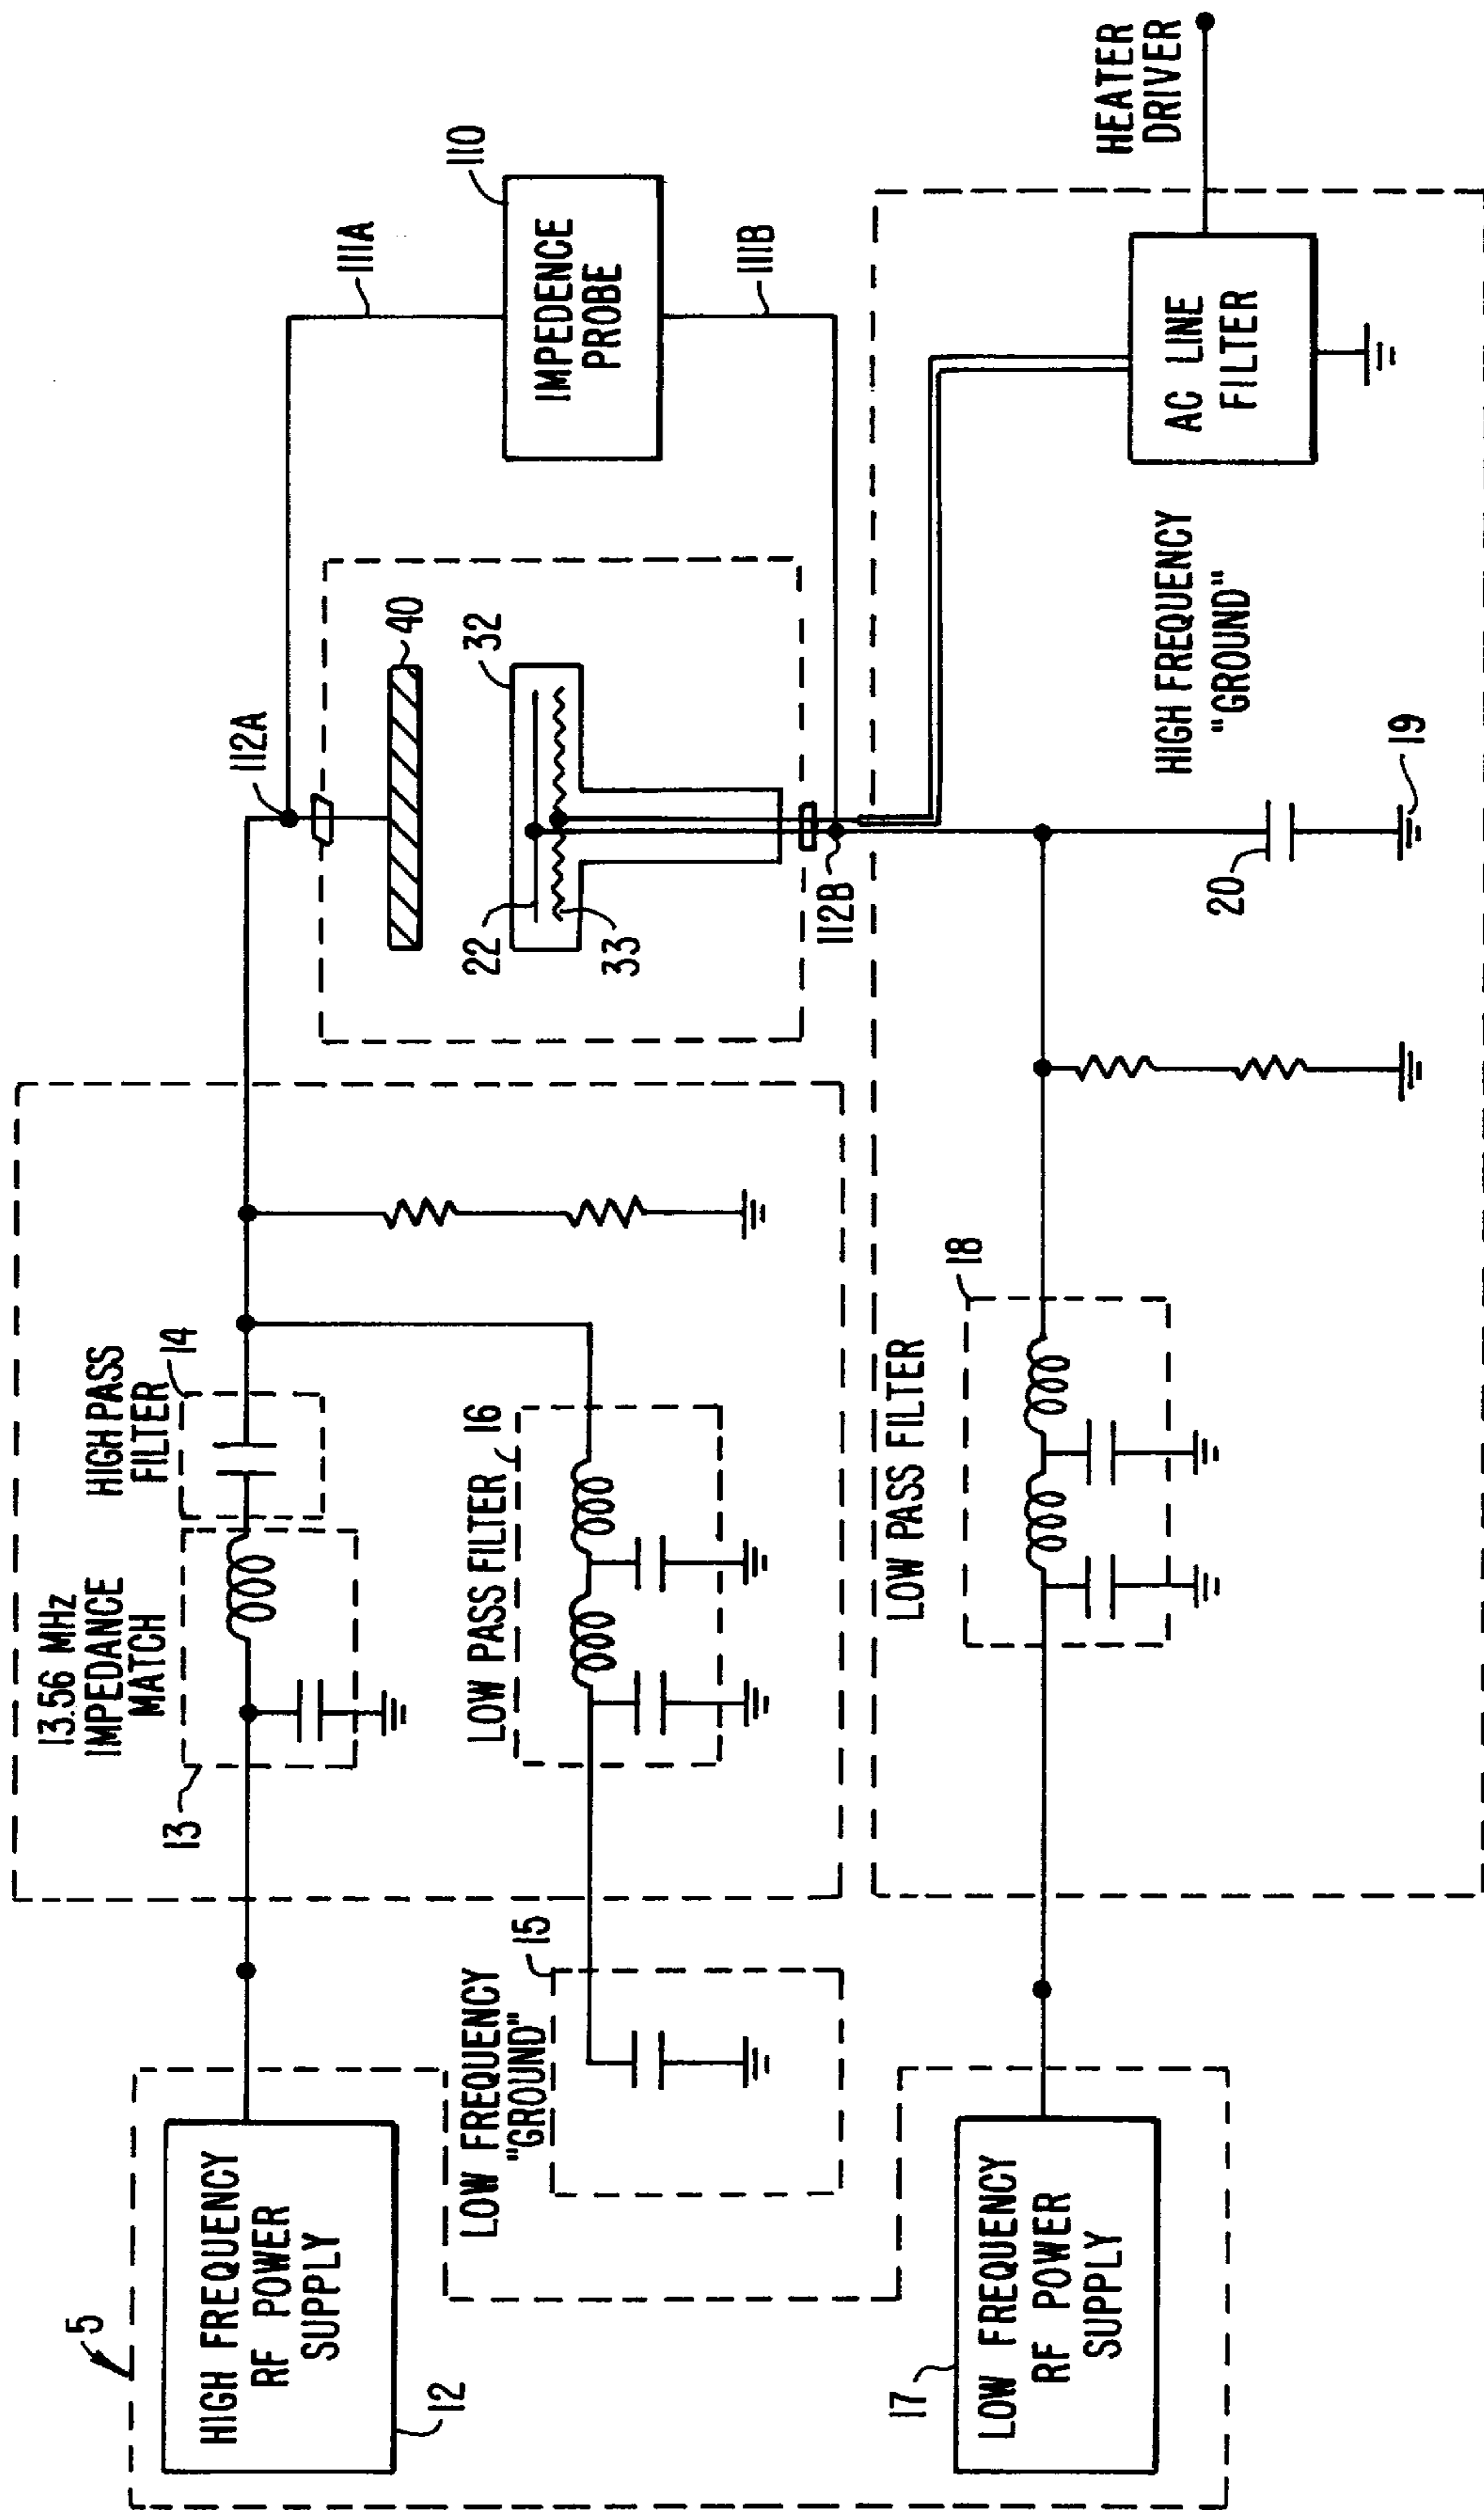 5
HIGH FREQUENCY
RF POWER
SUPPLY
12
13.56 MHz
IMPEDANCE
MATCH
13
HIGH PASS
FILTER
14
LOW FREQUENCY
"GROUND"
15
LOW PASS FILTER
16
112A
111A
40
32
22
33
110
IMPEDENCE
PROBE
111B
112B
17
LOW FREQUENCY
RF POWER
SUPPLY
LOW PASS FILTER
18
20
19
HIGH FREQUENCY
"GROUND"
AC LINE
FILTER
HEATER
DRIVER